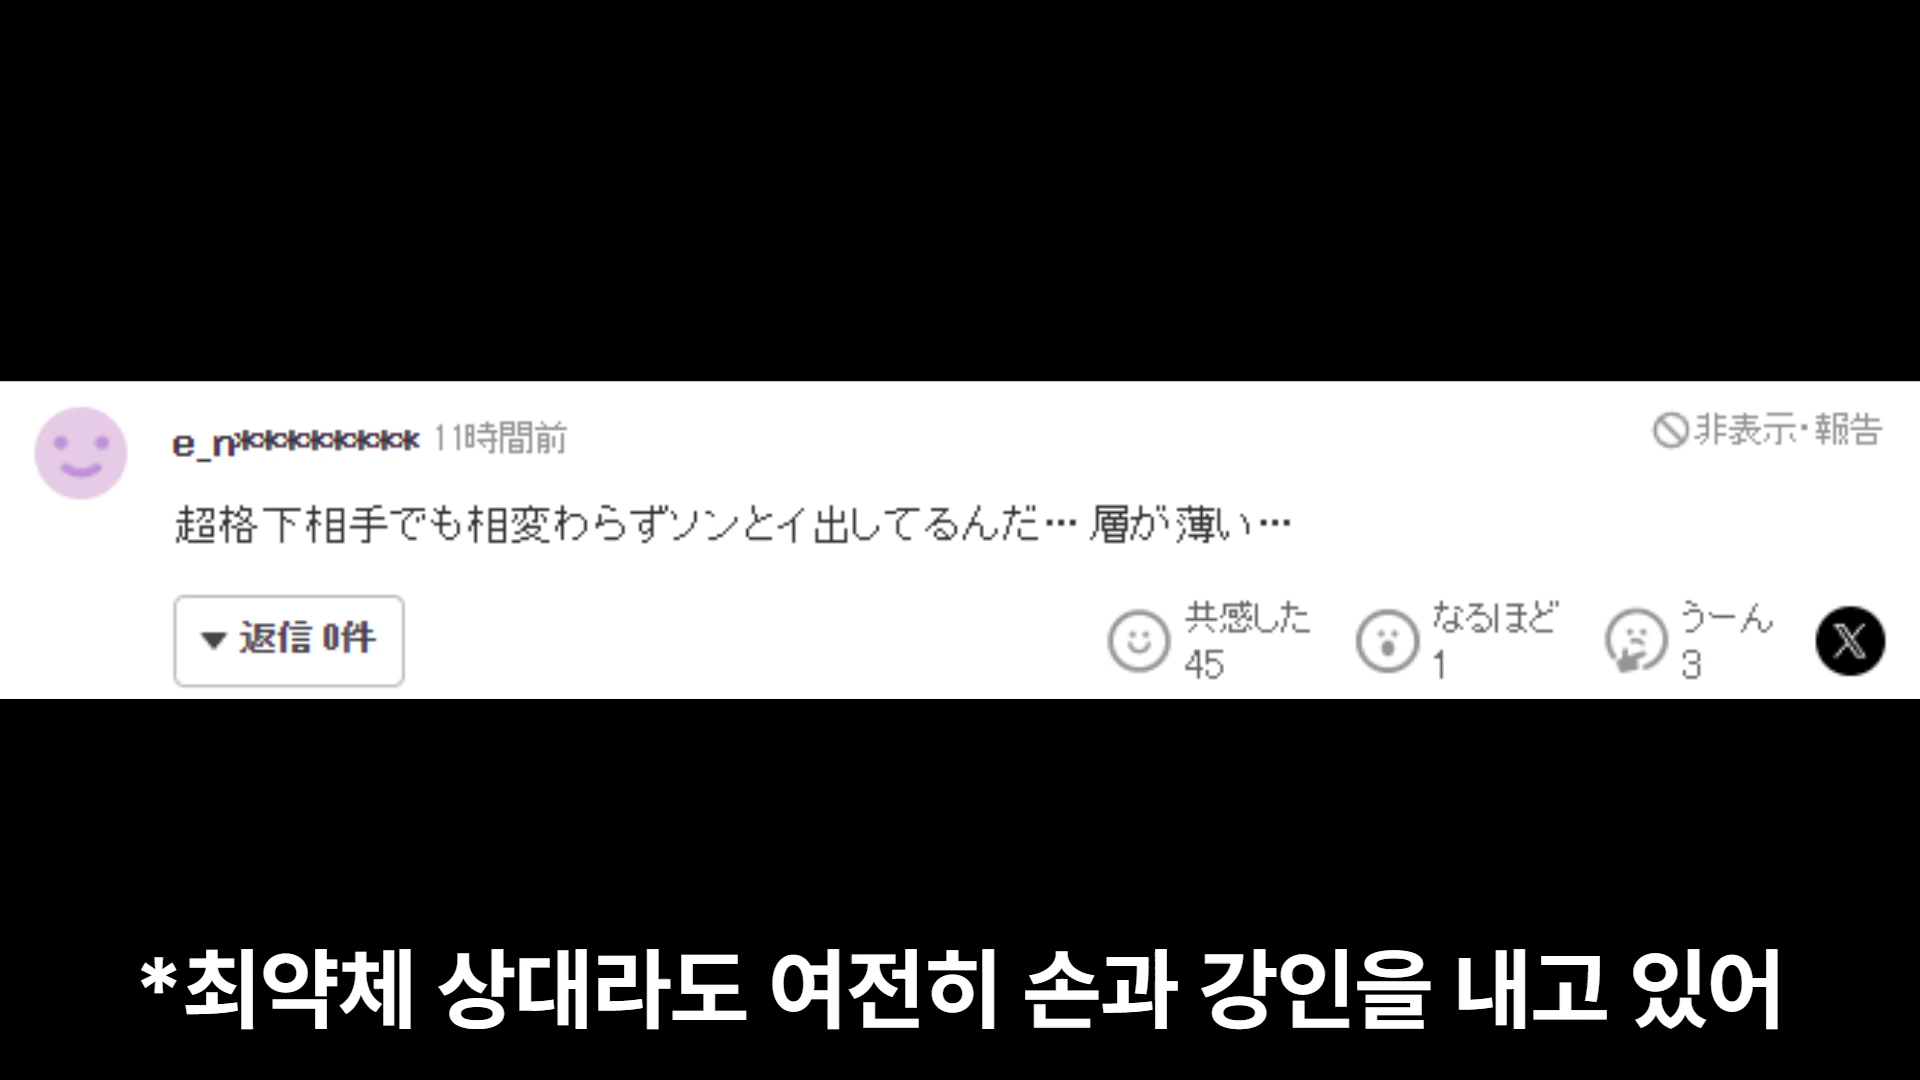 e_n********* 11時間前
非表示・報告
超格下相手でも相変わらずソンとイ出してるんだ… 層が薄い…
返信 0件
共感した
45
なるほど
1
うーん
3
*최약체 상대라도 여전히 손과 강인을 내고 있어